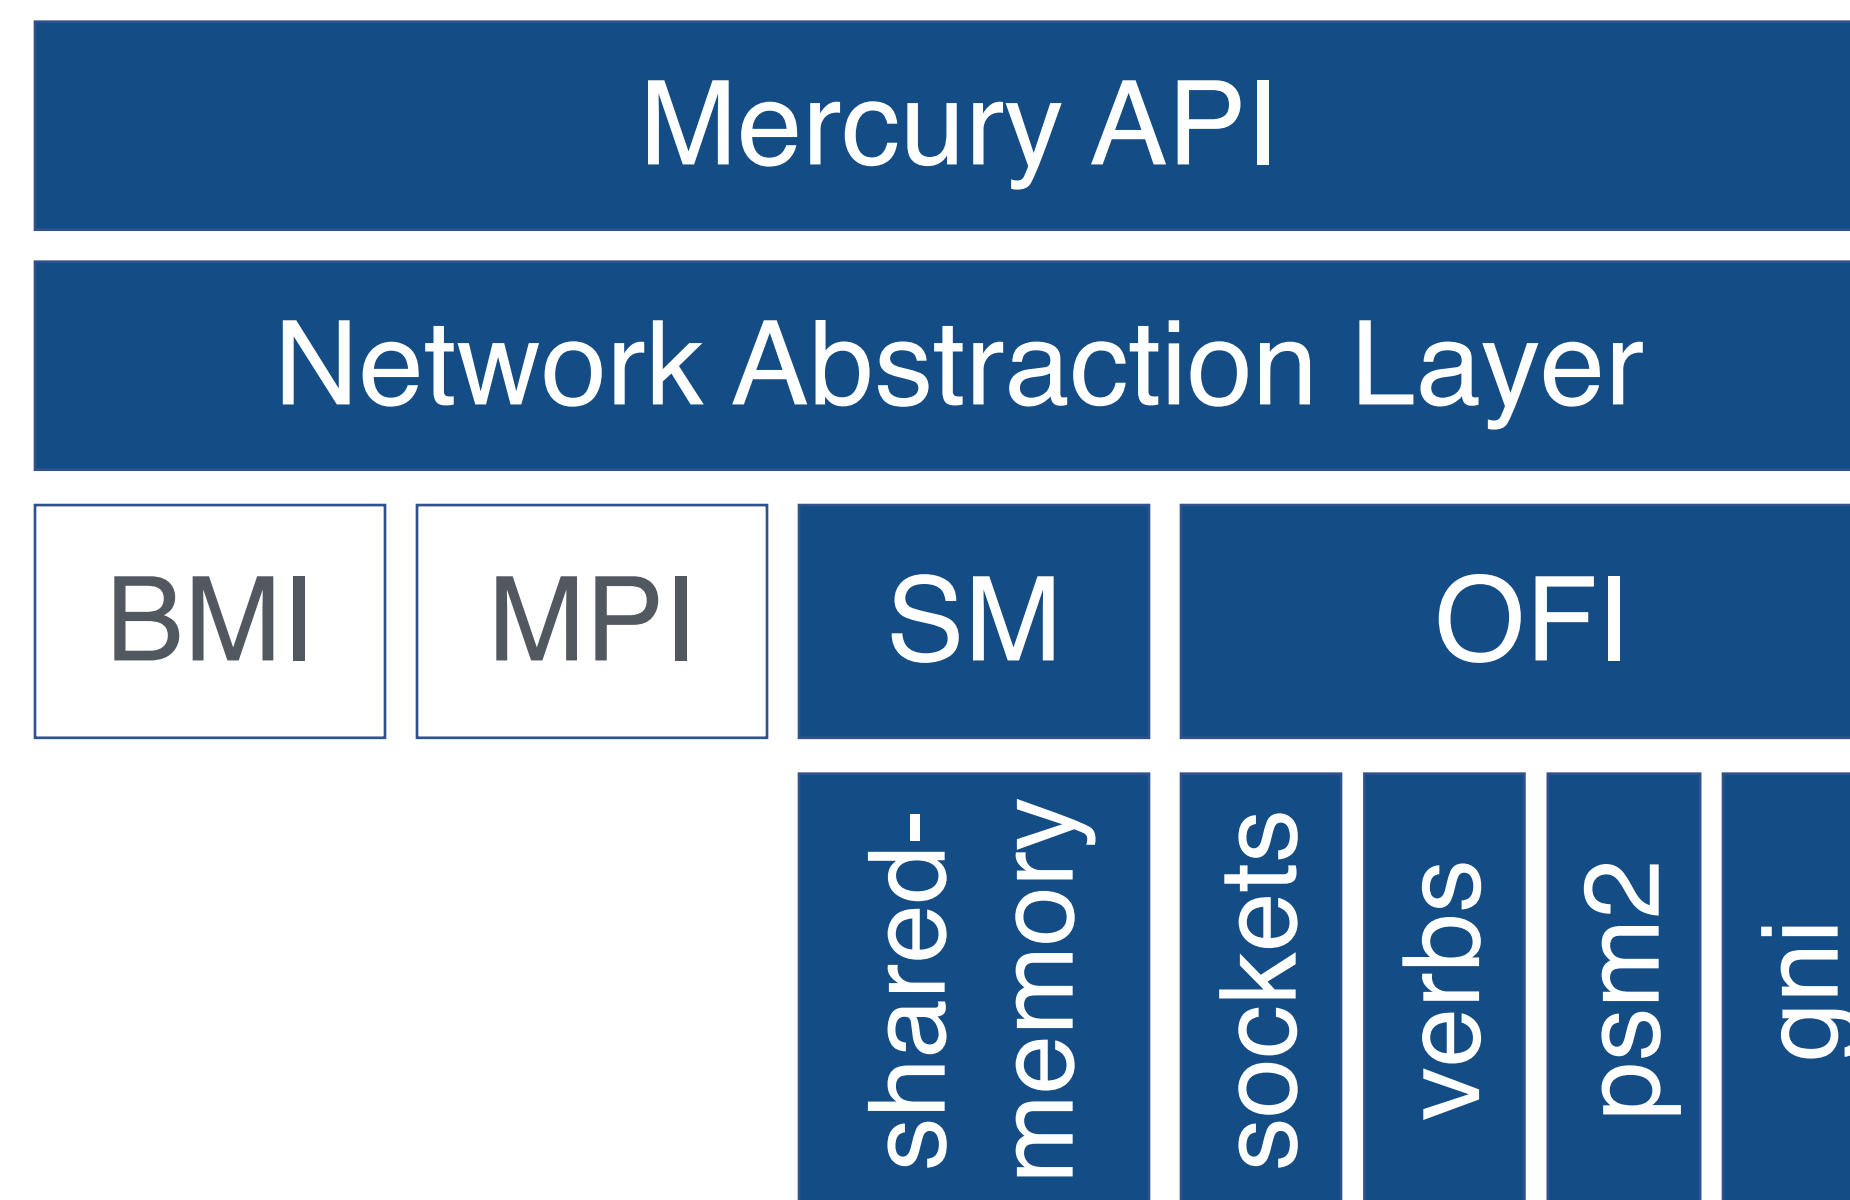 Mercury API
Network Abstraction Layer
BMI
MPI
SM
OFI
shared-
memory
sockets
verbs
psm2
gni